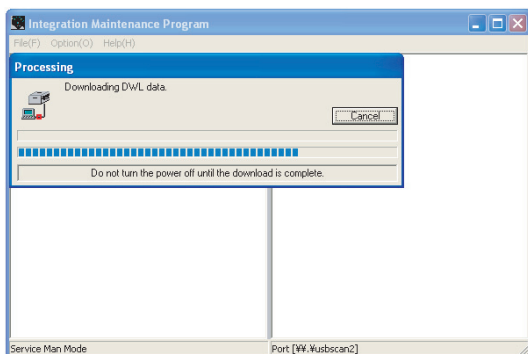 Integration Maintenance Program
File(F) Option(O) Help(H)
Processing
Downloading DWL data.
Cancel
Do not turn the power off until the download is complete.
Service Man Mode
Port [¥¥.¥usbscan2]